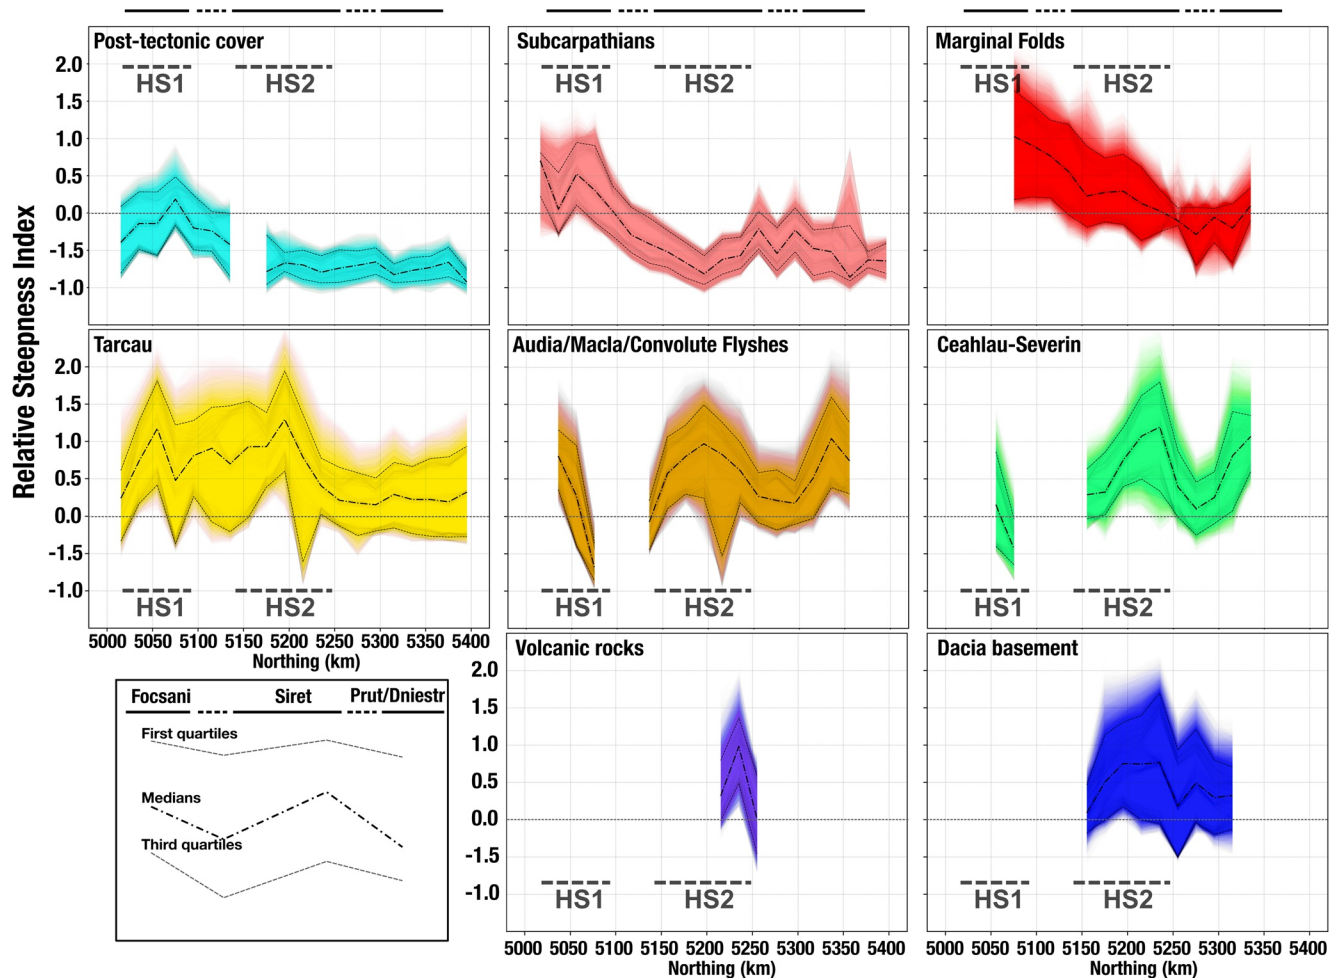 Post-tectonic cover
Subcarpathians
Marginal Folds
HS1
HS2
HS1
HS2
HS1
HS2
2.0
1.5
1.0
0.5
0.0
-1.5
-1.0
Relative Steepness Index
Tarcau
Audia/Macla/Convolute Flyshes
Ceahlau-Severin
2.0
1.5
1.0
0.5
0.0
-1.5
-1.0
HS1
HS2
HS1
HS2
HS1
HS2
5000 5050 5100 5150 5200 5250 5300 5350 5400
Northing (km)
Volcanic rocks
Dacia basement
2.0
1.5
1.0
0.5
0.0
-1.5
-1.0
HS1
HS2
HS1
HS2
5000 5050 5100 5150 5200 5250 5300 5350 5400
Northing (km)
5000 5050 5100 5150 5200 5250 5300 5350 5400
Northing (km)
Focsani Siret Prut/Dniestr
First quartiles
Medians
Third quartiles